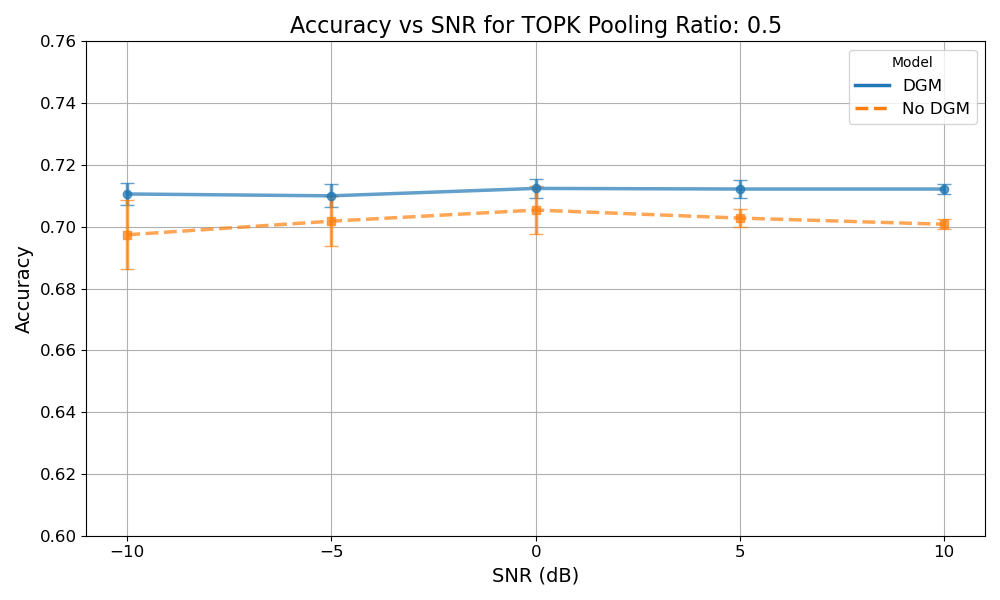 Accuracy vs SNR for TOPK Pooling Ratio: 0.5
0.76
0.74
0.72
0.70
0.68
0.66
0.64
0.62
0.60
Accuracy
Model
DGM
No DGM
−10
−5
0
5
10
SNR (dB)